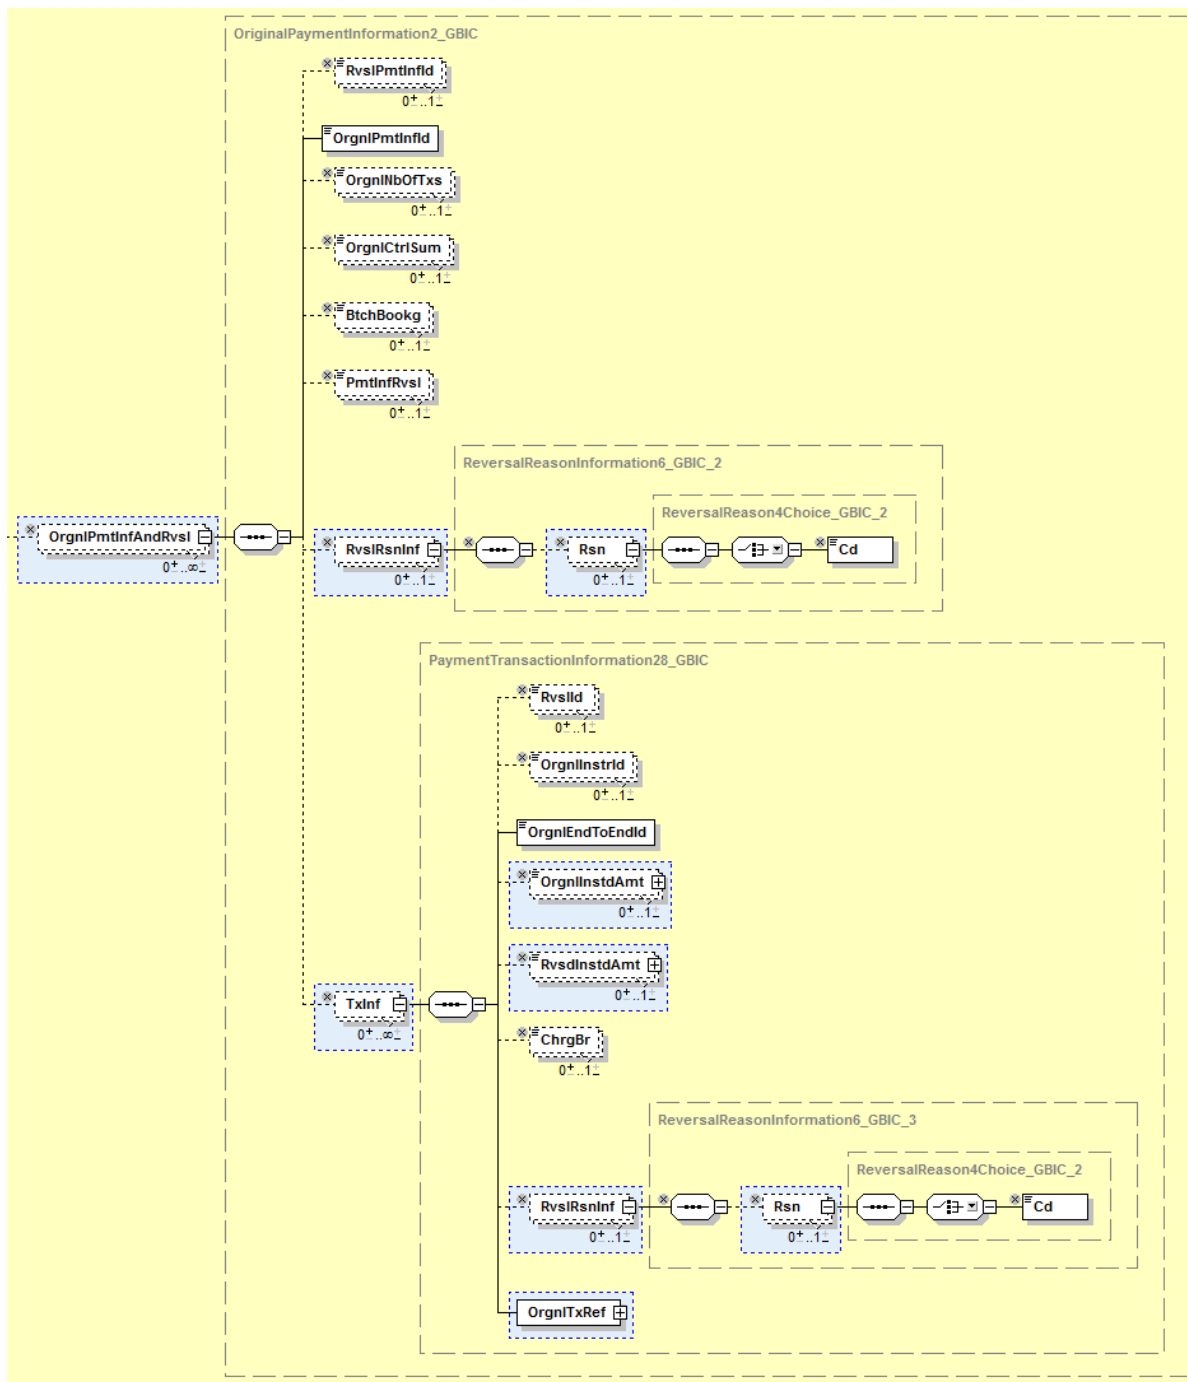 OriginalPaymentInformation2_GBIC
RvslPmtInfId
0..1
OrgnlPmtInfId
OrgnlNbOfTxs
0..1
OrgnlCtrlSum
0..1
BtchBookg
0..1
PmtInfRvsl
0..1
ReversalReasonInformation6_GBIC_2
ReversalReason4Choice_GBIC_2
OrgnlPmtInfAndRvsl
0..∞
RvslRsnInf
0..1
Rsn
0..1
Cd
PaymentTransactionInformation28_GBIC
RvslId
0..1
OrgnlInstrId
0..1
OrgnlEndToEndId
OrgnlInstdAmt
0..1
RvsdInstdAmt
0..1
TxInf
0..∞
ChrgBr
0..1
ReversalReasonInformation6_GBIC_3
ReversalReason4Choice_GBIC_2
RvslRsnInf
0..1
Rsn
0..1
Cd
OrgnlTxRef